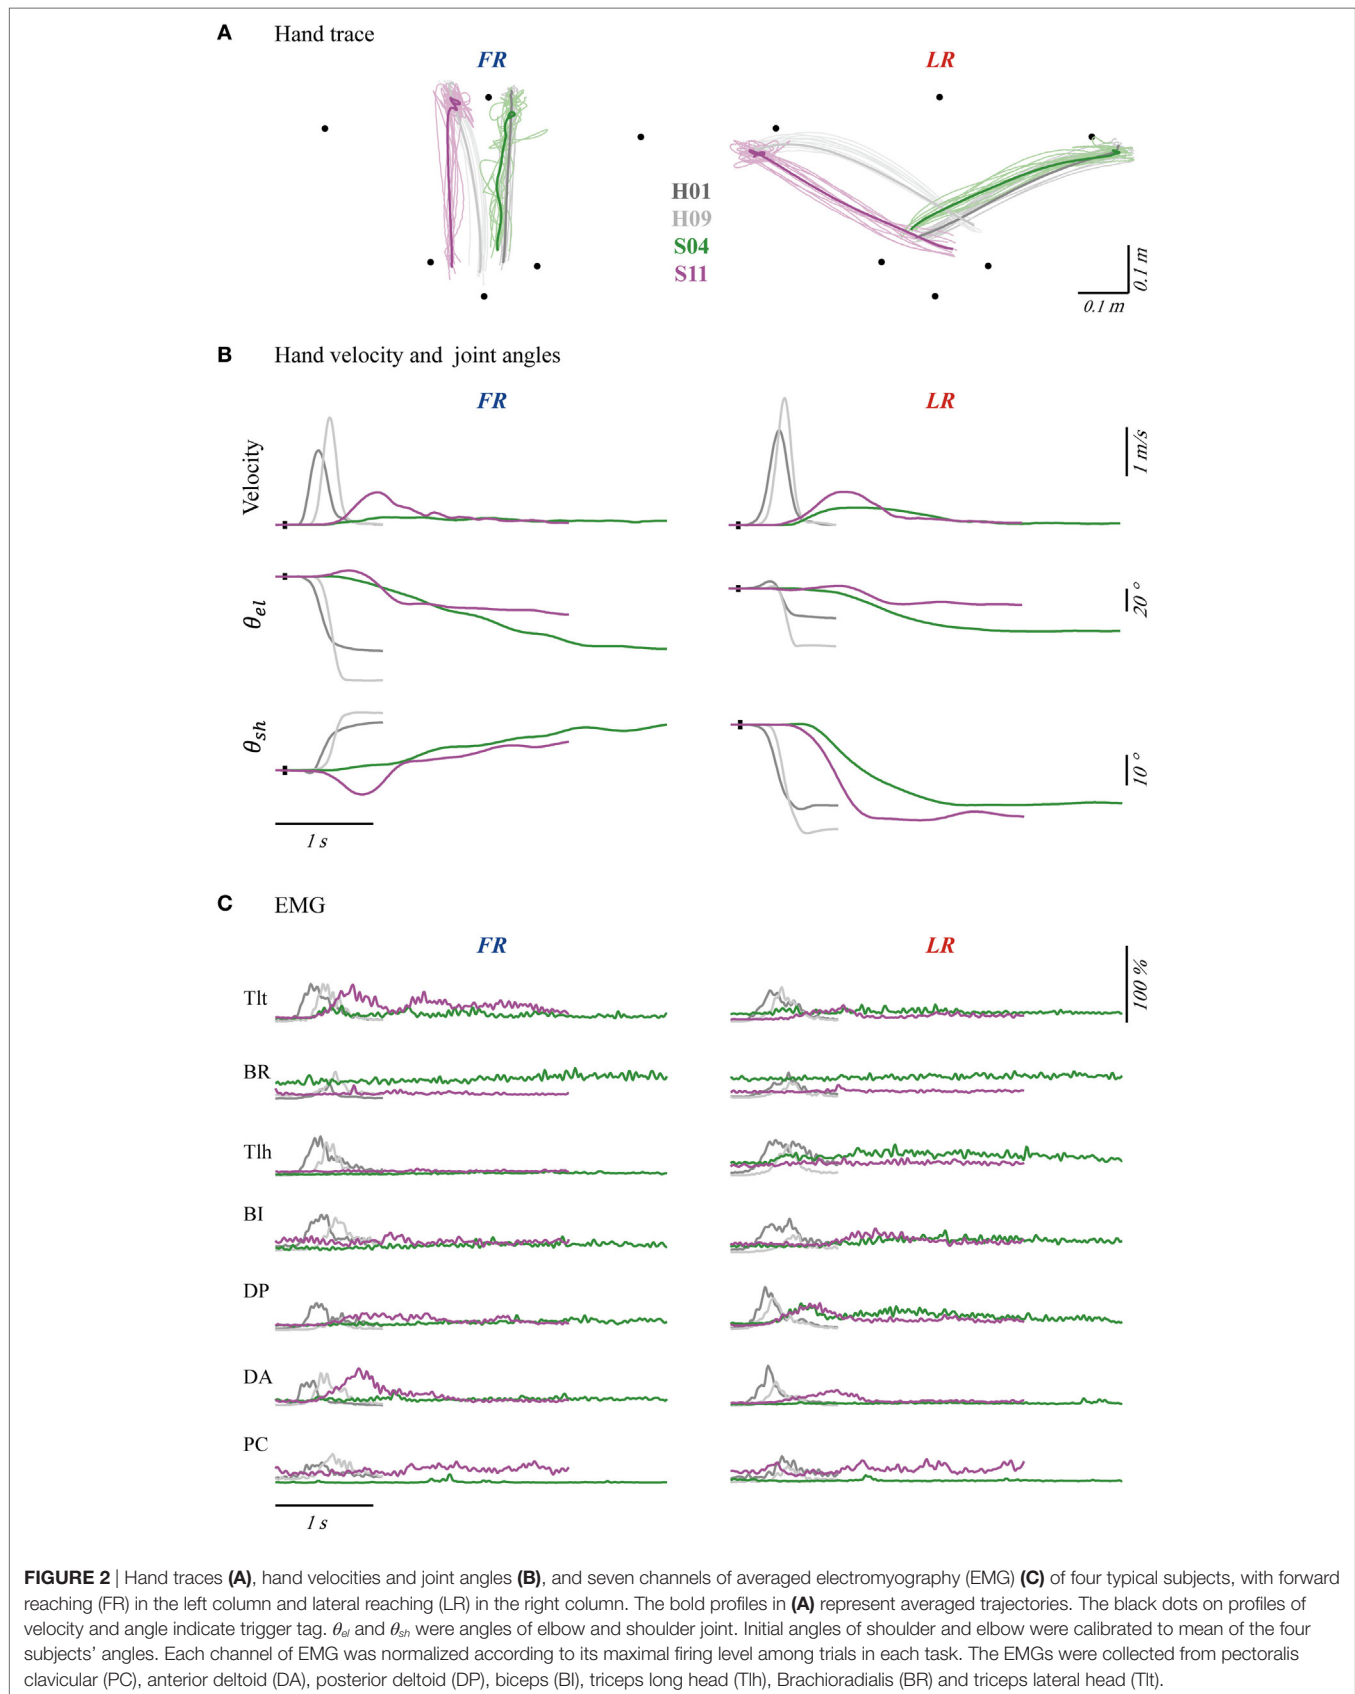 A Hand trace
FR
LR
H01
H09
S04
S11
0.1 m
0.1 m
B Hand velocity and joint angles
FR
LR
Velocity
1 m/s
θel
20 °
θsh
10 °
1 s
C EMG
FR
LR
100 %
Tlt
BR
Tlh
BI
DP
DA
PC
1 s
FIGURE 2 | Hand traces (A), hand velocities and joint angles (B), and seven channels of averaged electromyography (EMG) (C) of four typical subjects, with forward
reaching (FR) in the left column and lateral reaching (LR) in the right column. The bold profiles in (A) represent averaged trajectories. The black dots on profiles of
velocity and angle indicate trigger tag. θel and θsh were angles of elbow and shoulder joint. Initial angles of shoulder and elbow were calibrated to mean of the four
subjects' angles. Each channel of EMG was normalized according to its maximal firing level among trials in each task. The EMGs were collected from pectoralis
clavicular (PC), anterior deltoid (DA), posterior deltoid (DP), biceps (BI), triceps long head (Tlh), Brachioradialis (BR) and triceps lateral head (Tlt).